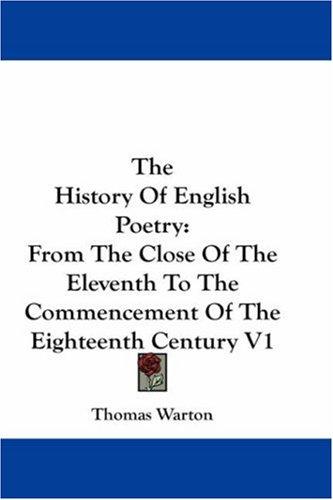 The
History Of English
Poetry:
From The Close Of The
Eleventh To The
Commencement Of The
Eighteenth Century V1
Thomas Warton